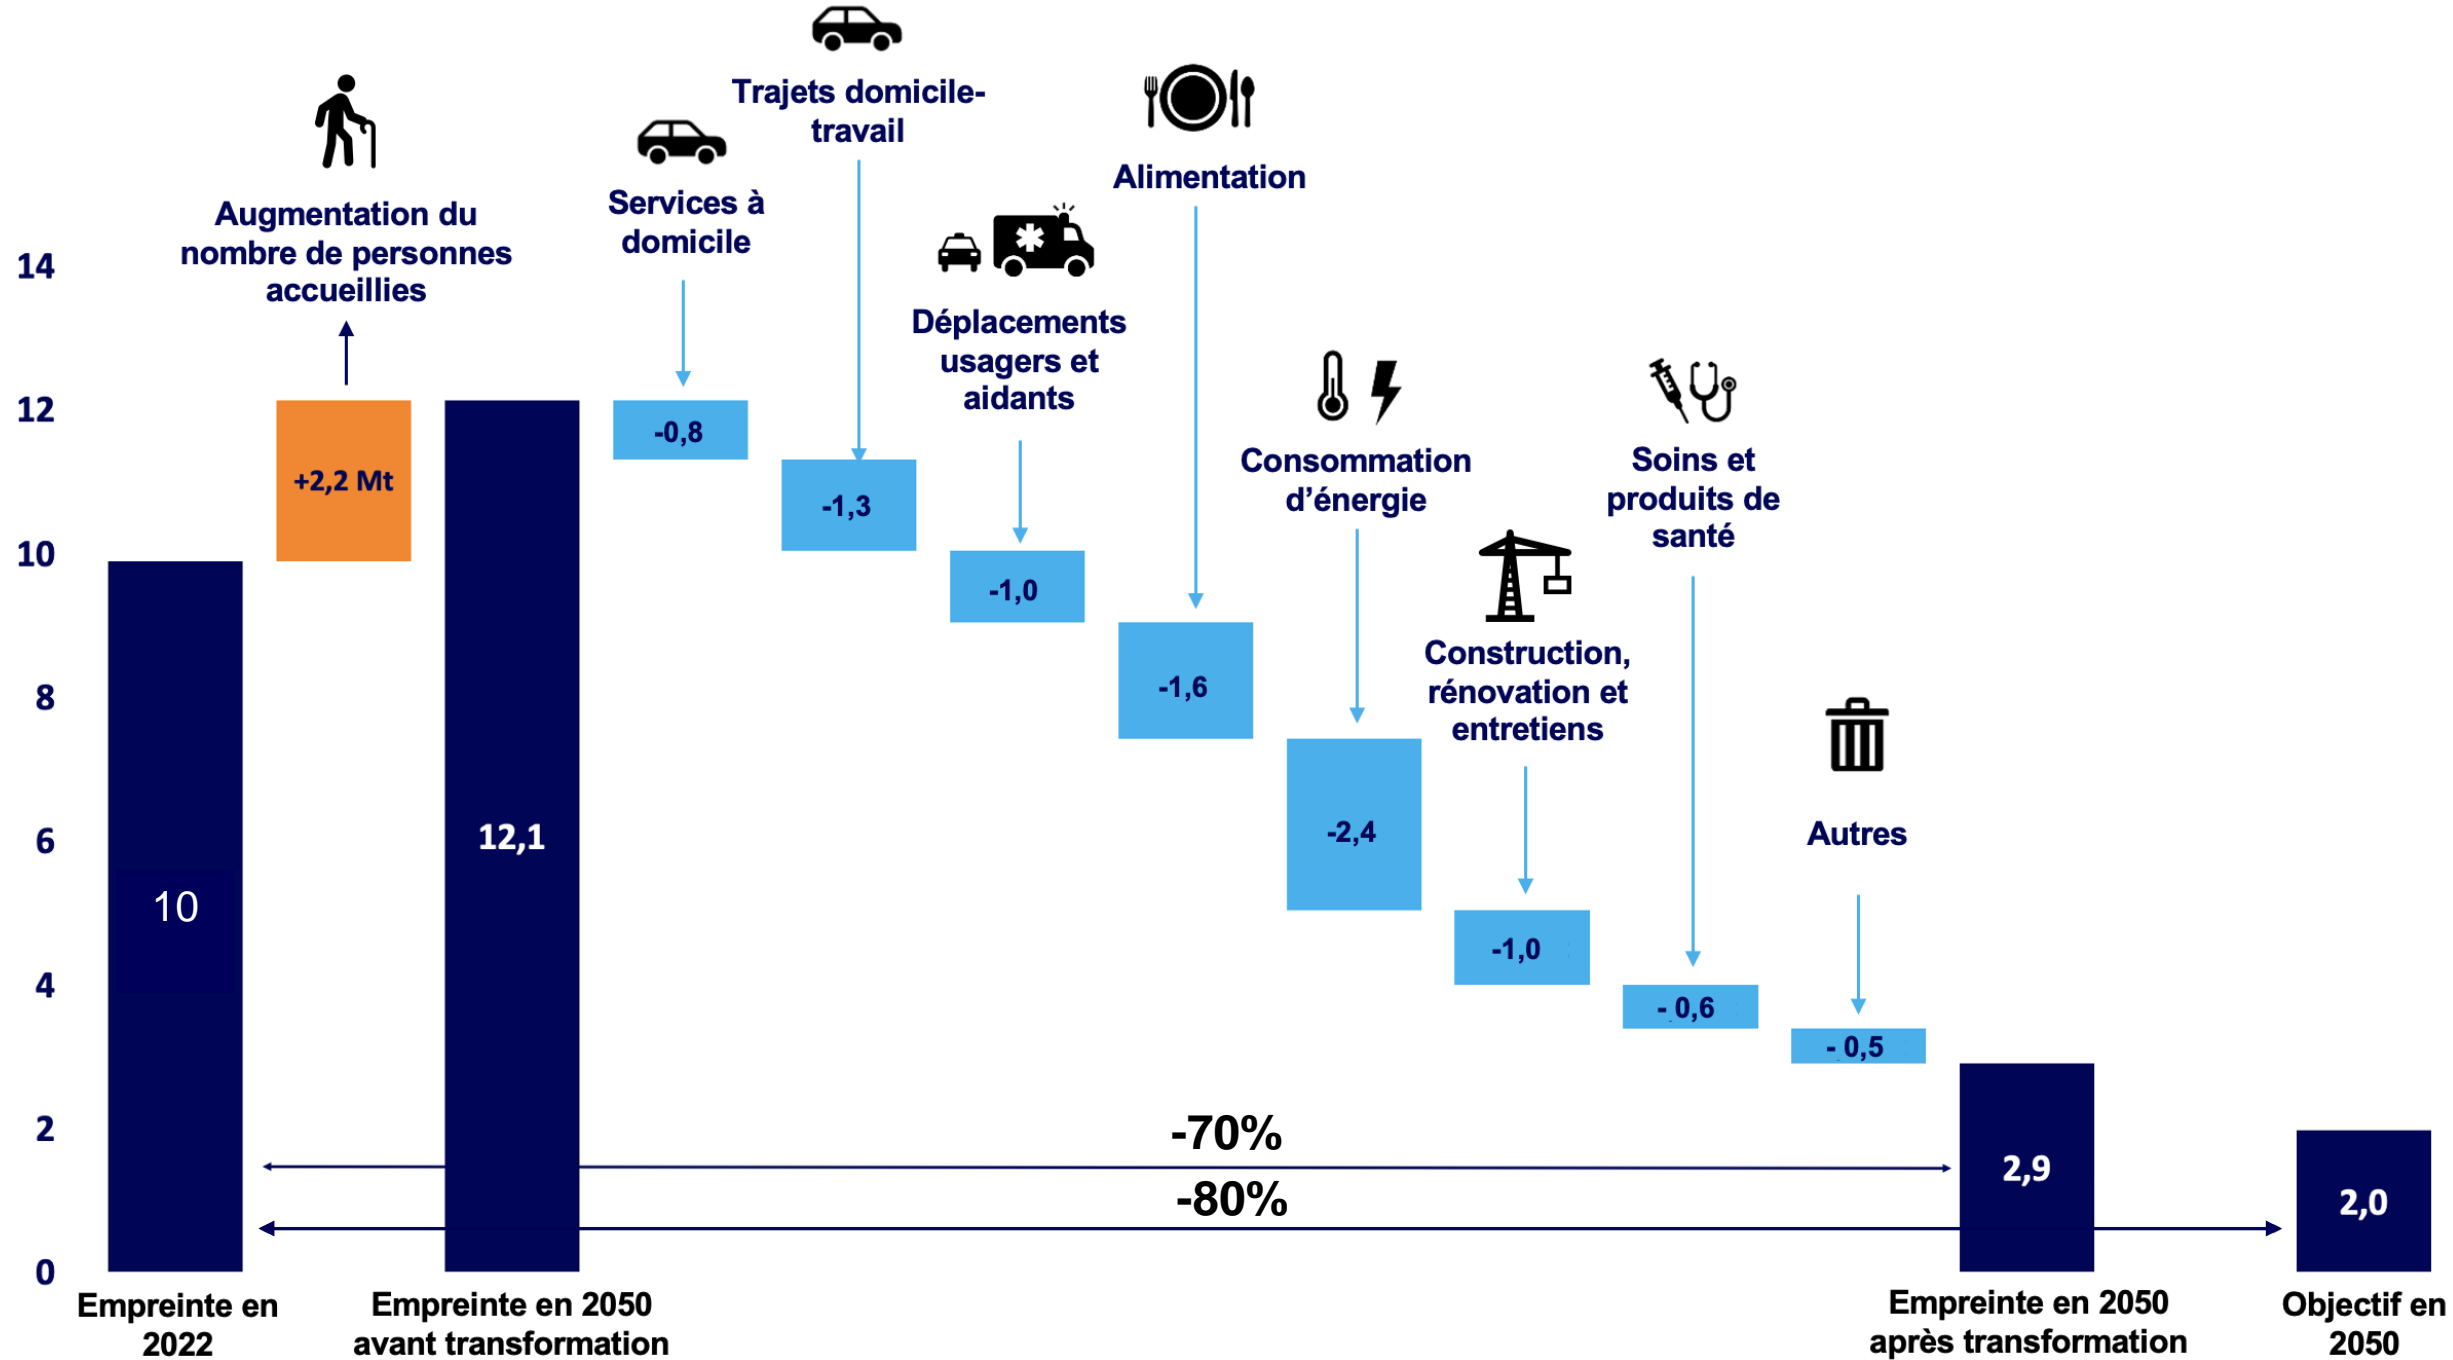 Trajets domicile-
travail
Alimentation
Services à
domicile
Augmentation du
nombre de personnes
accueillies
Déplacements
usagers et
aidants
Consommation
d’énergie
Soins et
produits de
santé
Construction,
rénovation et
entretiens
Autres
14
12
10
8
6
4
2
0
10
+2,2 Mt
12,1
-0,8
-1,3
-1,0
-1,6
-2,4
-1,0
- 0,6
- 0,5
2,9
2,0
-70%
-80%
Empreinte en
2022
Empreinte en 2050
avant transformation
Empreinte en 2050
après transformation
Objectif en
2050